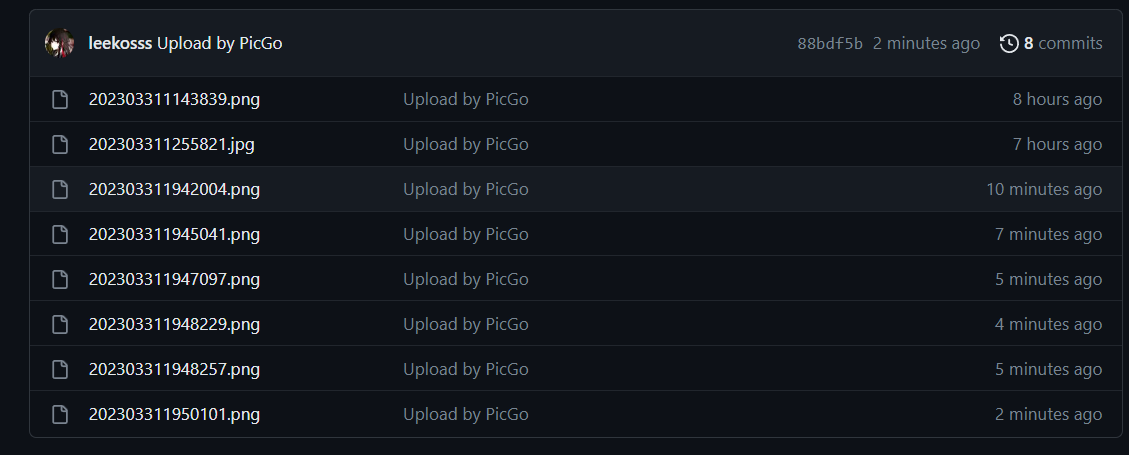 leekosss Upload by PicGo 88bdf5b 2 minutes ago 8 commits
202303311143839.png Upload by PicGo 8 hours ago
202303311255821.jpg Upload by PicGo 7 hours ago
202303311942004.png Upload by PicGo 10 minutes ago
202303311945041.png Upload by PicGo 7 minutes ago
202303311947097.png Upload by PicGo 5 minutes ago
202303311948229.png Upload by PicGo 4 minutes ago
202303311948257.png Upload by PicGo 5 minutes ago
202303311950101.png Upload by PicGo 2 minutes ago